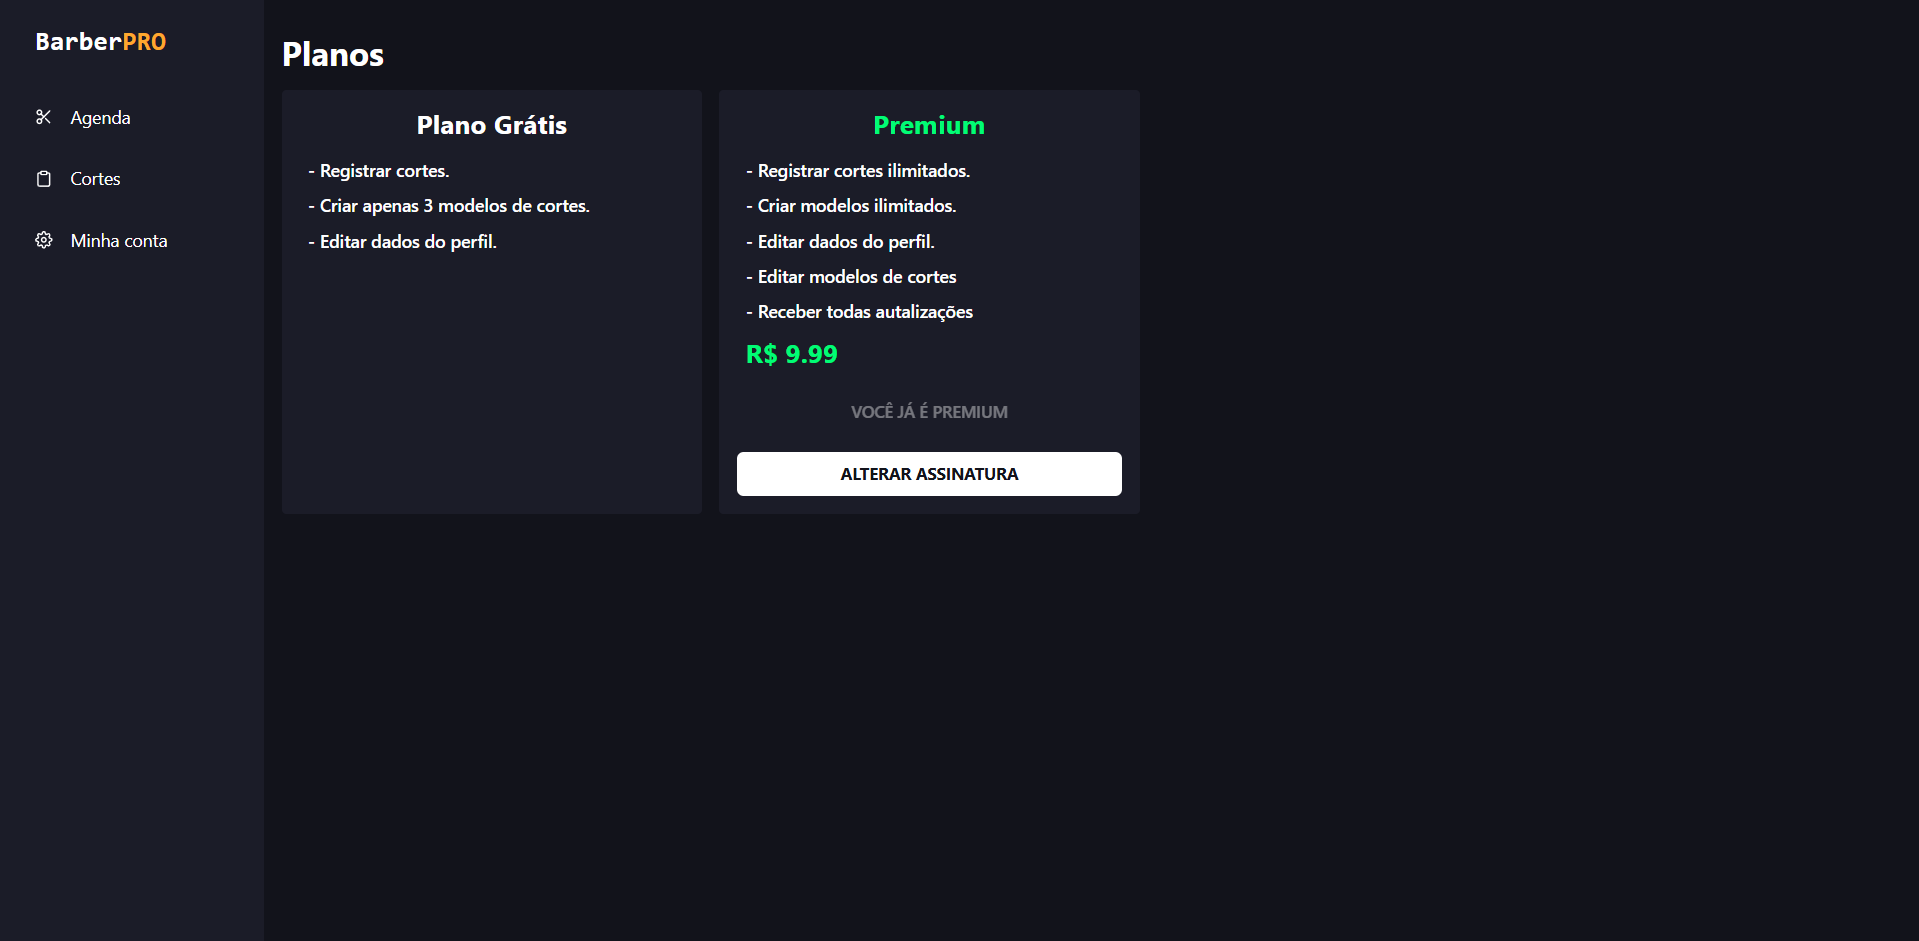 BarberPRO
Agenda
Cortes
Minha conta
Planos
Plano Grátis
- Registrar cortes.
- Criar apenas 3 modelos de cortes.
- Editar dados do perfil.
Premium
- Registrar cortes ilimitados.
- Criar modelos ilimitados.
- Editar dados do perfil.
- Editar modelos de cortes
- Receber todas autalizações
R$ 9.99
VOCÊ JÁ É PREMIUM
ALTERAR ASSINATURA